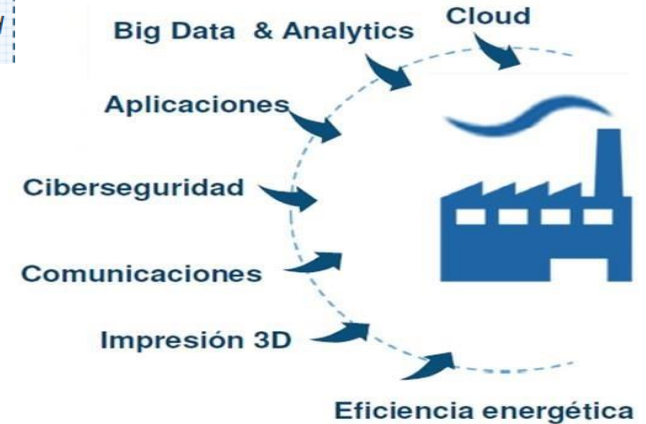 Cloud
Big Data & Analytics
Aplicaciones
Ciberseguridad
Comunicaciones
Impresión 3D
Eficiencia energética